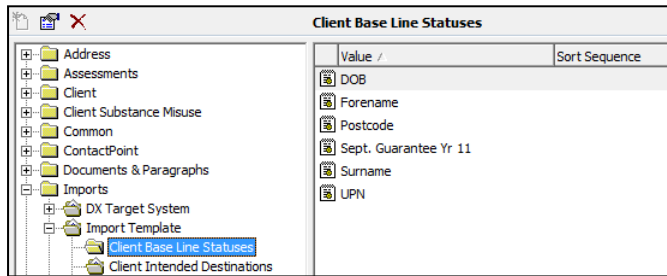 Client Base Line Statuses
Address
Assessments
Client
Client Substance Misuse
Common
ContactPoint
Documents & Paragraphs
Imports
DX Target System
Import Template
Client Base Line Statuses
Client Intended Destinations
Value Sort Sequence
DOB
Forename
Postcode
Sept. Guarantee Yr 11
Surname
UPN